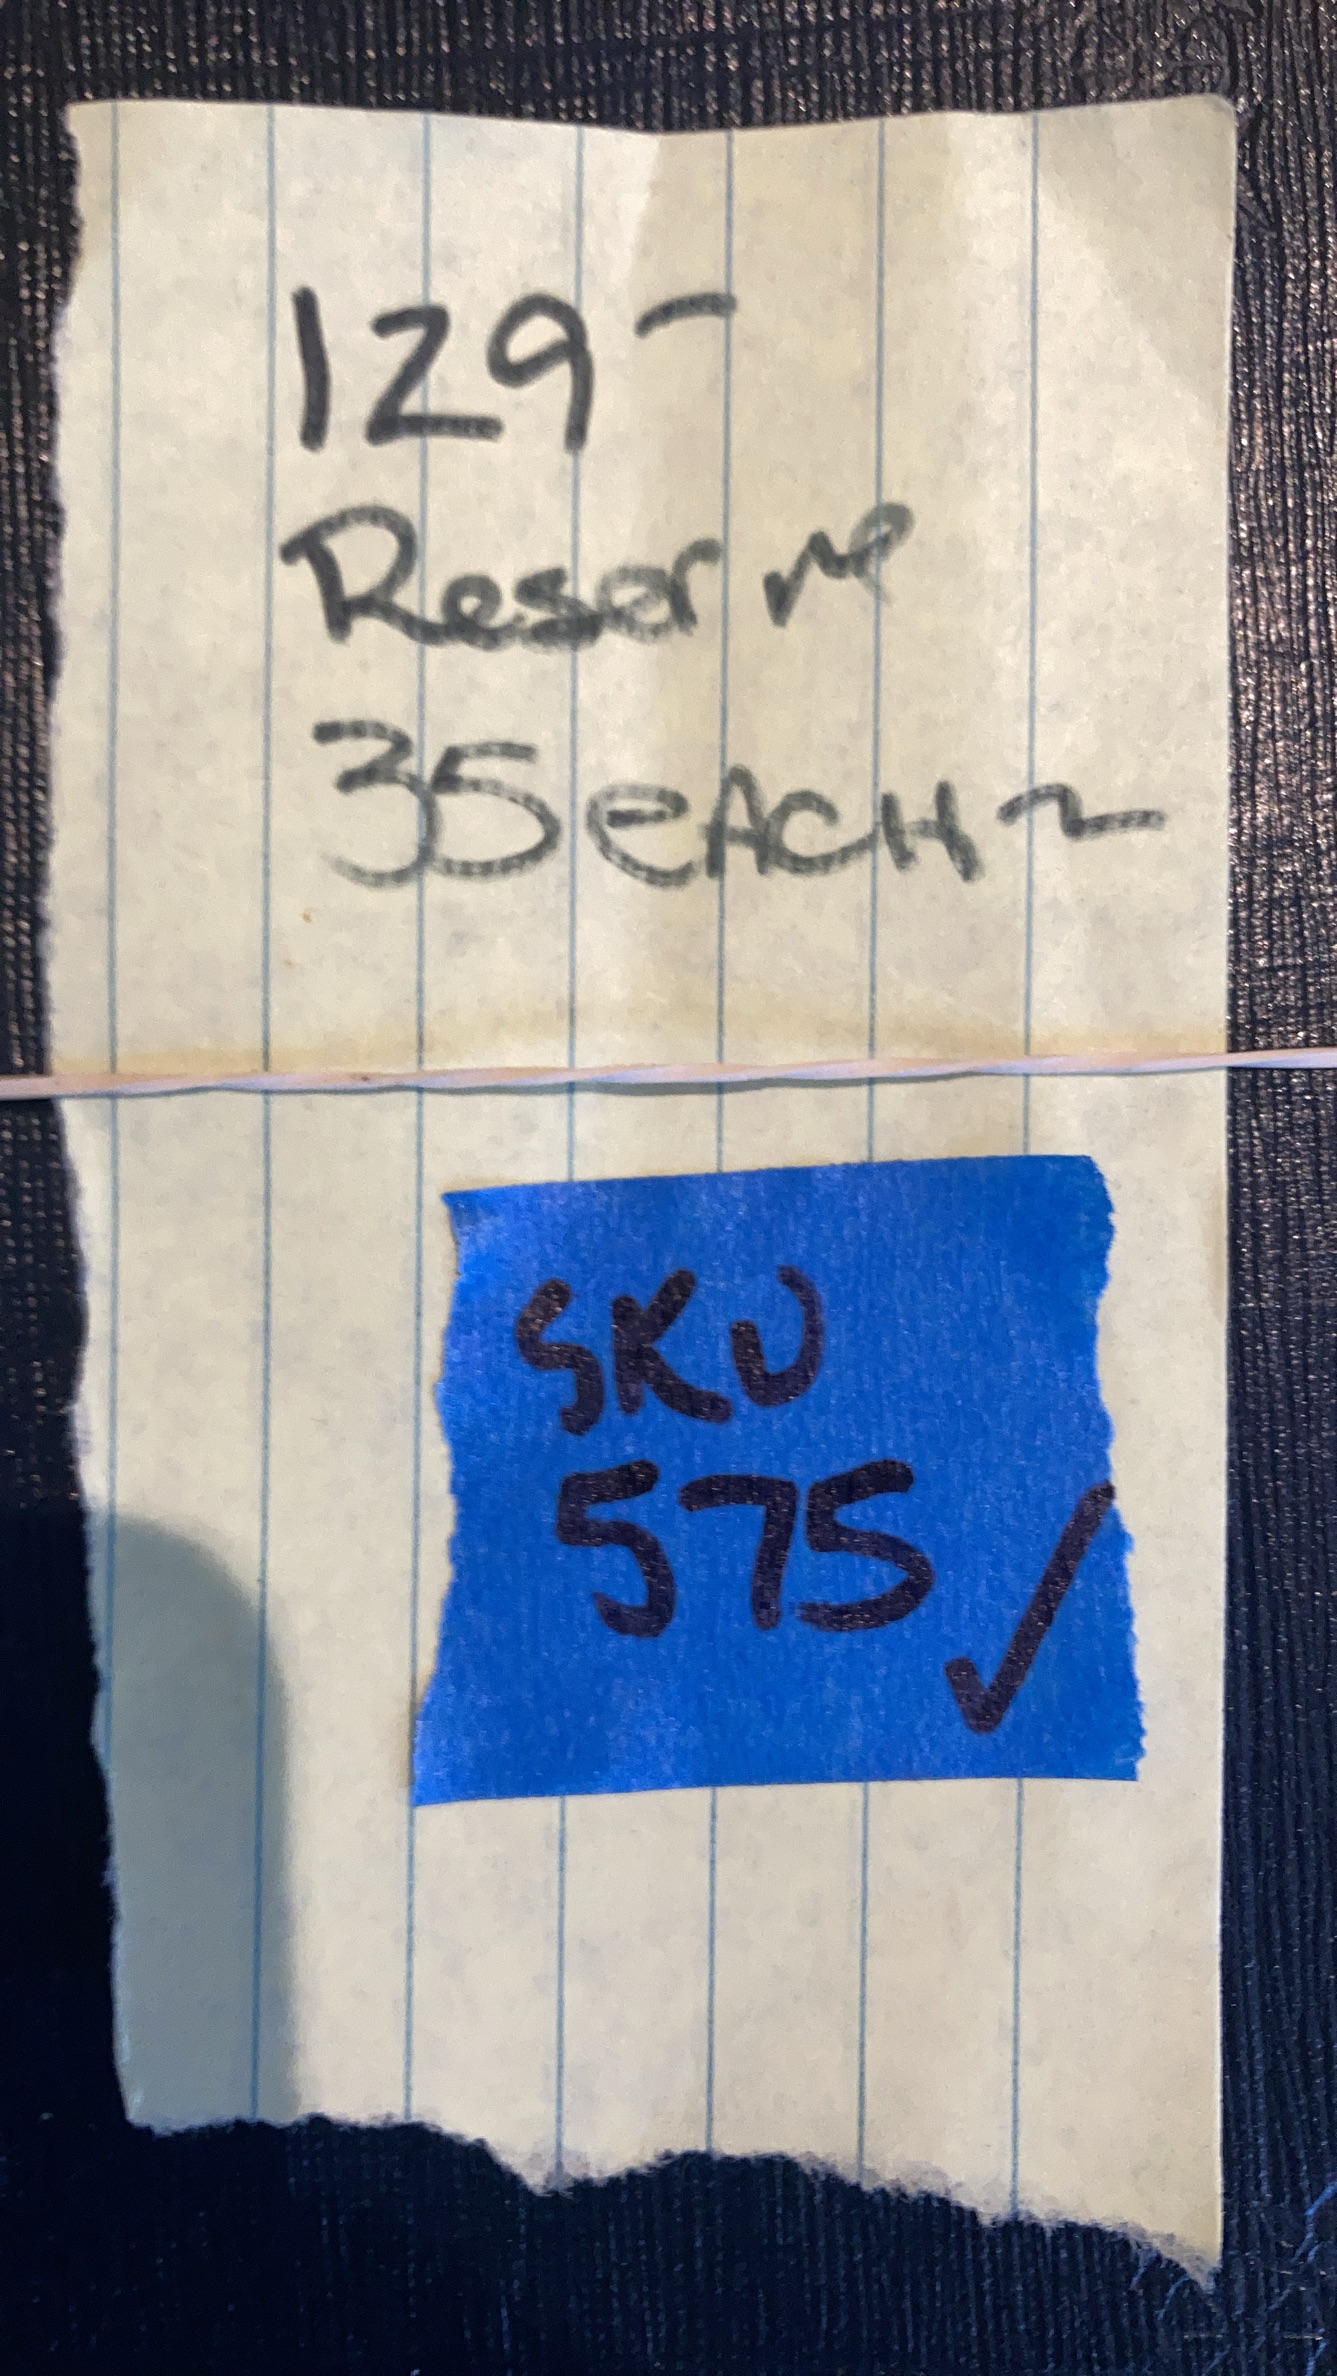 129-
Reserve
35 eACH~
SKU
575 ✓